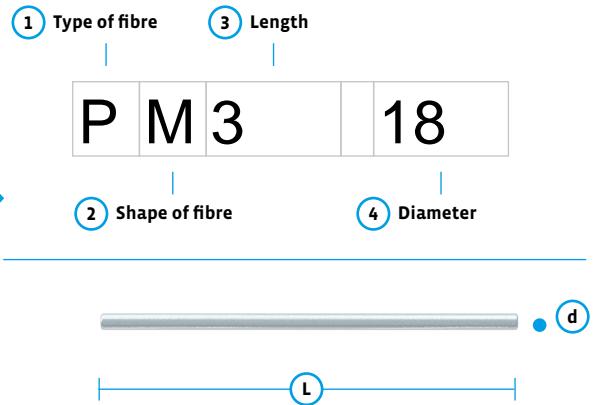 1 Type of fibre 3 Length
P M 3 18
2 Shape of fibre 4 Diameter
d
L